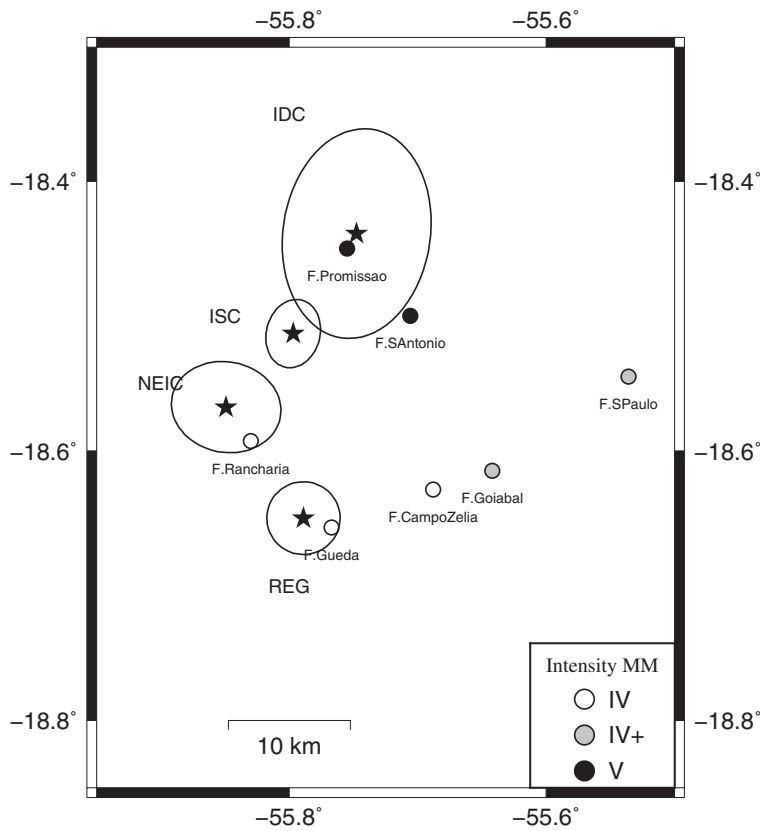 −55.8˚
−55.6˚
IDC
−18.4˚
−18.4˚
F.Promissao
ISC
F.SAntonio
NEIC
F.SPaulo
−18.6˚
−18.6˚
F.Rancharia
F.Goiabal
F.CampoZelia
F.Gueda
REG
Intensity MM
IV
IV+
V
−18.8˚
−18.8˚
10 km
−55.8˚
−55.6˚